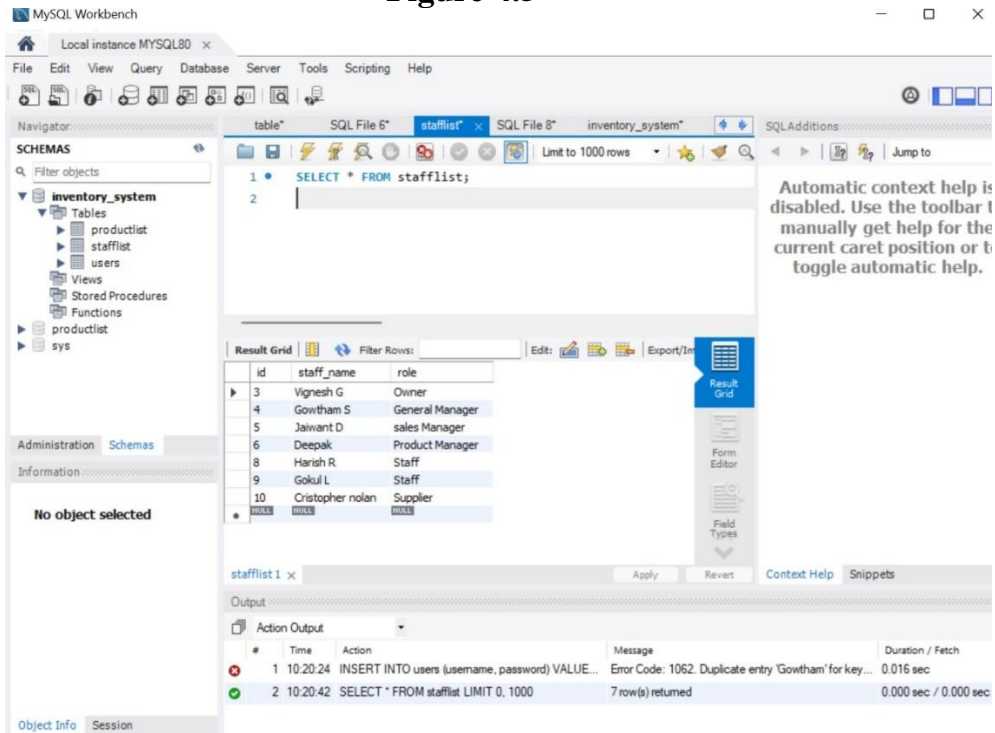 MySQL Workbench
Local instance MYSQL80
File Edit View Query Database Server Tools Scripting Help
Navigator
SCHEMAS
Filter objects
inventory_system
Tables
productlist
stafflist
users
Views
Stored Procedures
Functions
productlist
sys
Administration Schemas
Information
No object selected
Object Info Session
table* SQL File 6* stafflist* SQL File 8* inventory_system*
Limit to 1000 rows
1 SELECT * FROM stafflist;
2
Result Grid Filter Rows: Edit: Export/Im
id staff_name role
3 Vignesh G Owner
4 Gowtham S General Manager
5 Jaiwant D sales Manager
6 Deepak Product Manager
8 Harish R Staff
9 Gokul L Staff
10 Cristopher nolan Supplier
NULL NULL NULL
Result
Grid
Form
Editor
Field
Types
stafflist 1 Apply Revert
SQLAdditions
Jump to
Automatic context help is
disabled. Use the toolbar t
manually get help for the
current caret position or t
toggle automatic help.
Context Help Snippets
Output
Action Output
# Time Action Message Duration / Fetch
1 10:20:24 INSERT INTO users (username, password) VALUE... Error Code: 1062. Duplicate entry 'Gowtham' for key... 0.016 sec
2 10:20:42 SELECT * FROM stafflist LIMIT 0, 1000 7 row(s) returned 0.000 sec / 0.000 sec